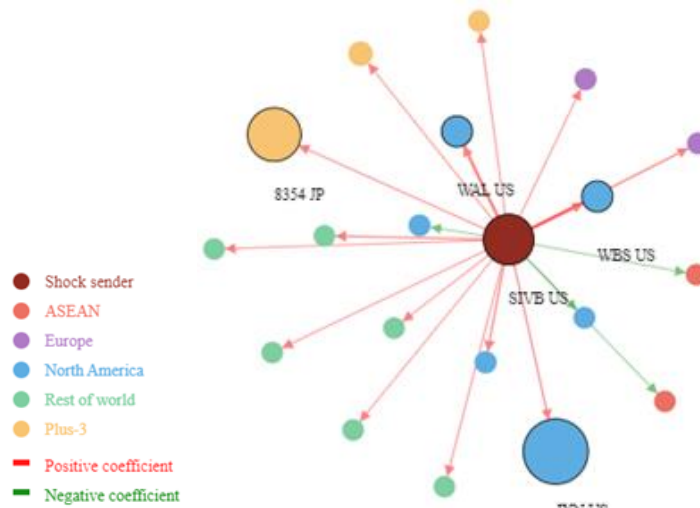 WAL US
8354 JP
WBS US
SIVB US
Shock sender
ASEAN
Europe
North America
Rest of world
Plus-3
Positive coefficient
Negative coefficient